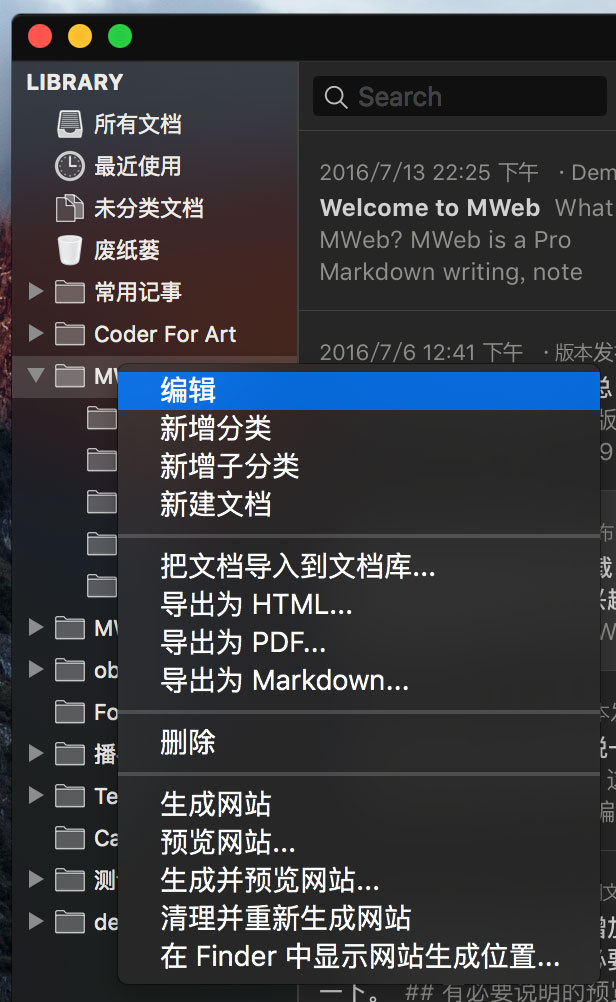 LIBRARY
所有文档
最近使用
未分类文档
废纸篓
常用记事
Coder For Art
Search
2016/7/13 22:25 下午 · Dem
Welcome to MWeb What
MWeb? MWeb is a Pro
Markdown writing, note
2016/7/6 12:41 下午 · 版本发
编辑
新增分类
新增子分类
新建文档
把文档导入到文档库...
导出为 HTML...
导出为 PDF...
导出为 Markdown...
删除
生成网站
预览网站...
生成并预览网站...
清理并重新生成网站
在 Finder 中显示网站生成位置...
ob
Fo
播
Te
Ca
测
de
一下。 ## 有必要说明的预